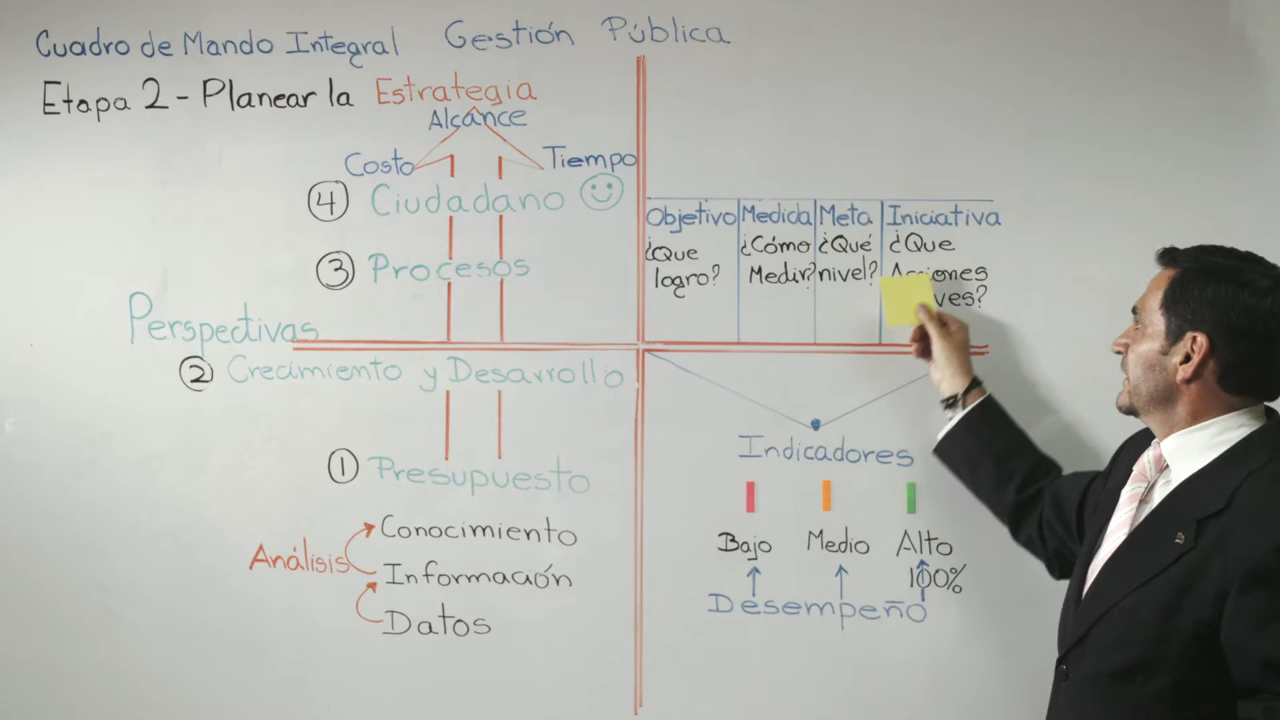 Cuadro de Mando Integral Gestión Pública
Etapa 2 - Planear la Estrategia
Alcance
Costo Tiempo
4 Ciudadano
3 Procesos
Perspectivas
2 Crecimiento y Desarrollo
1 Presupuesto
Análisis
Conocimiento
Información
Datos
Objetivo Medida Meta Iniciativa
¿Que ¿Cómo ¿Qué ¿Que
logro? Medir? nivel?
Indicadores
Bajo Medio Alto
100%
Desempeño